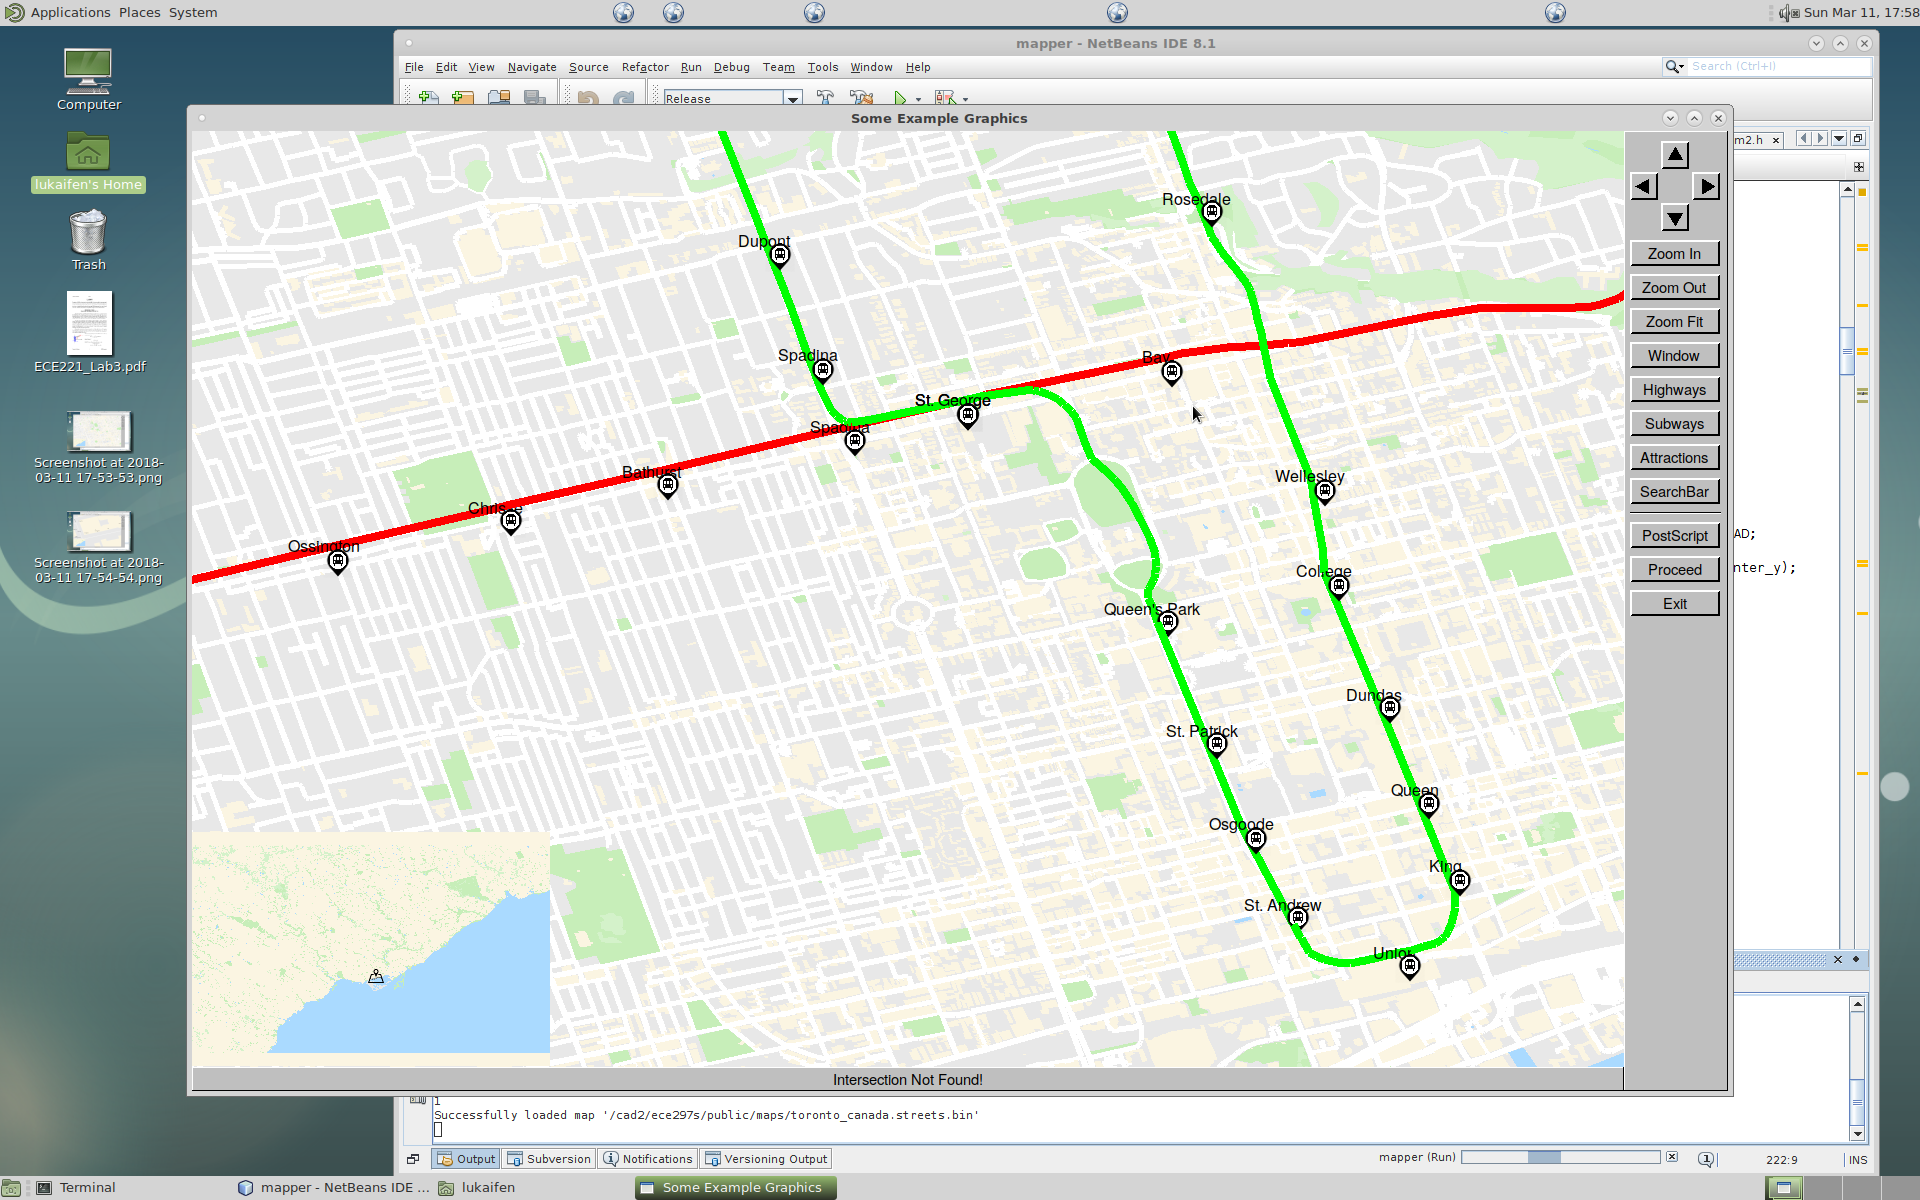 Applications Places System
Sun Mar 11, 17:58
mapper - NetBeans IDE 8.1
File Edit View Navigate Source Refactor Run Debug Team Tools Window Help
Search (Ctrl+I)
Release
Computer
lukaifen's Home
Trash
ECE221_Lab3.pdf
Screenshot at 2018-
03-11 17-53-53.png
Screenshot at 2018-
03-11 17-54-54.png
Some Example Graphics
m2.h
Rosedale
Dupont
Spadina
Bay
St. George
Spadina
Bathurst
Wellesley
Christie
Ossington
College
Queen's Park
Dundas
St. Patrick
Queen
Osgoode
King
St. Andrew
Union
Zoom In
Zoom Out
Zoom Fit
Window
Highways
Subways
Attractions
SearchBar
PostScript
Proceed
Exit
AD;
nter_y);
Intersection Not Found!
1
Successfully loaded map '/cad2/ece297s/public/maps/toronto_canada.streets.bin'
Output Subversion Notifications Versioning Output
mapper (Run)
1
222:9
INS
Terminal
mapper - NetBeans IDE ...
lukaifen
Some Example Graphics